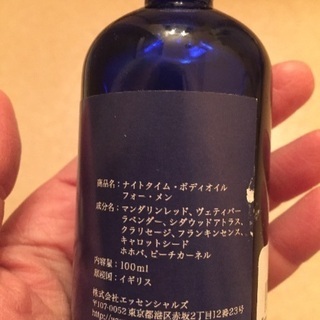 商品名：ナイトタイム・ボディオイル
フォー・メン
成分名：マンダリンレッド、ヴェティバー
ラベンダー、シダウッドアトラス、
クラリセージ、フランキンセンス、
キャロットシード
ホホバ、ピーチカーネル
内容量：100ml
原産国：イギリス
株式会社エッセンシャルズ
〒107-0052 東京都港区赤坂2丁目12番23号